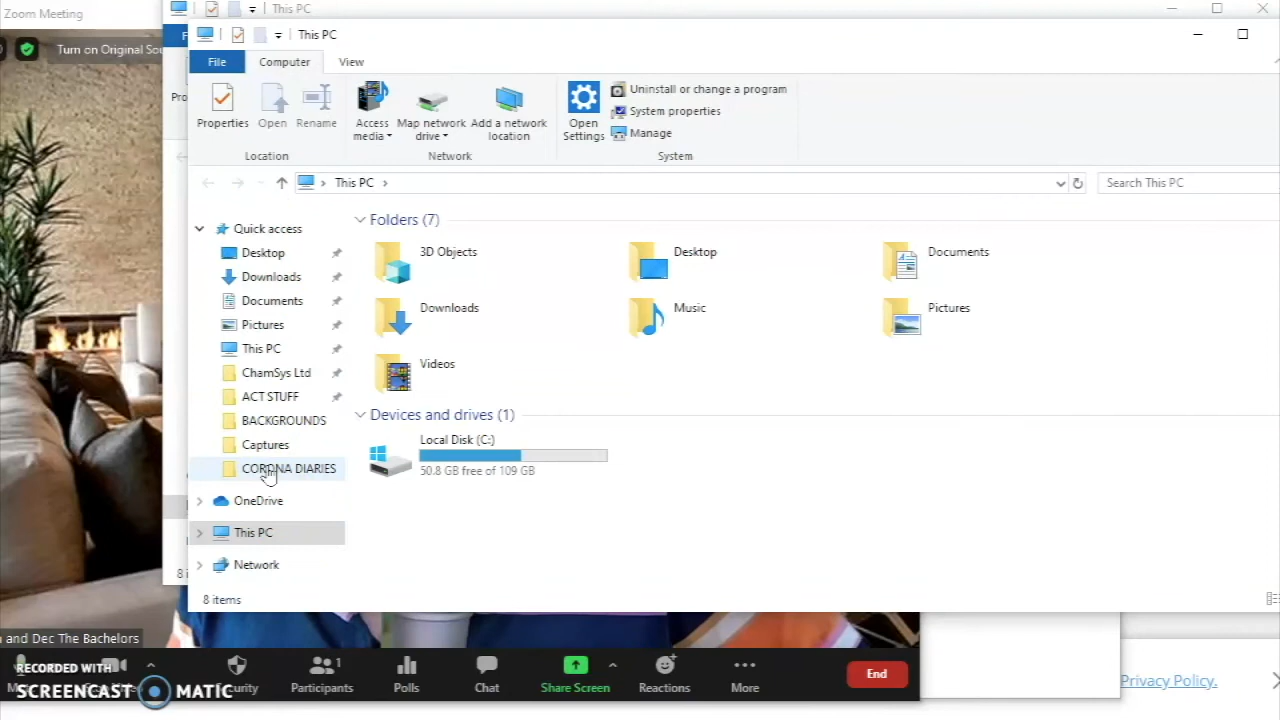 Zoom Meeting
This PC
Turn on Original Sou
This PC
File
Computer
View
Properties
Open
Rename
Access media
Map network drive
Add a network location
Open Settings
Uninstall or change a program
System properties
Manage
Location
Network
System
This PC
Search This PC
Quick access
Desktop
Downloads
Documents
Pictures
This PC
ChamSys Ltd
ACT STUFF
BACKGROUNDS
Captures
CORONA DIARIES
OneDrive
This PC
Network
8 items
Folders (7)
3D Objects
Desktop
Documents
Downloads
Music
Pictures
Videos
Devices and drives (1)
Local Disk (C:)
50.8 GB free of 109 GB
and Dec The Bachelors
RECORDED WITH
SCREENCAST MATIC
Participants
1
Polls
Chat
Share Screen
Reactions
More
End
Privacy Policy.